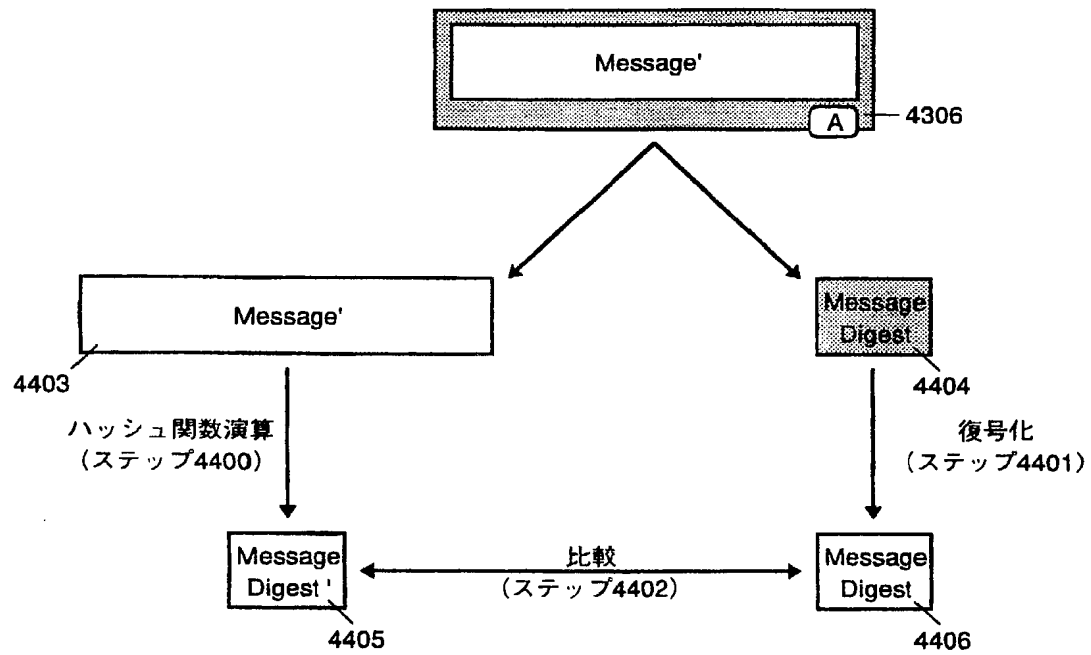 Message'
A
4306
Message'
4403
Message
Digest
4404
ハッシュ関数演算
（ステップ4400）
復号化
（ステップ4401）
Message
Digest '
4405
比較
（ステップ4402）
Message
Digest
4406